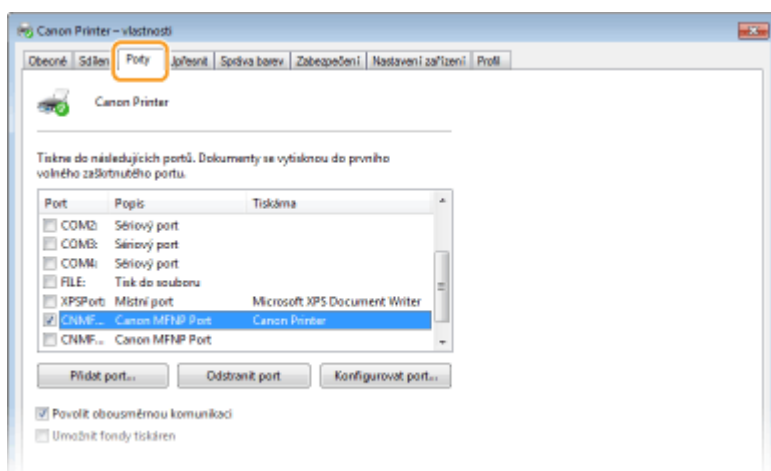 Canon Printer – vlastnosti
Obecné Sdílen Porty Upřesnit Správa barev Zabezpečení Nastavení zařízení Profil
Canon Printer
Tiskne do následujících portů. Dokumenty se vytisknou do prvního
volného zaškrtnutého portu.
Port Popis Tiskárna
COM2: Sériový port
COM3: Sériový port
COM4: Sériový port
FILE: Tisk do souboru
XPSPort: Místní port Microsoft XPS Document Writer
CNMF... Canon MFNP Port Canon Printer
CNMF... Canon MFNP Port
Přidat port... Odstranit port Konfigurovat port...
Povolit obousměrnou komunikaci
Umožnit fondy tiskáren